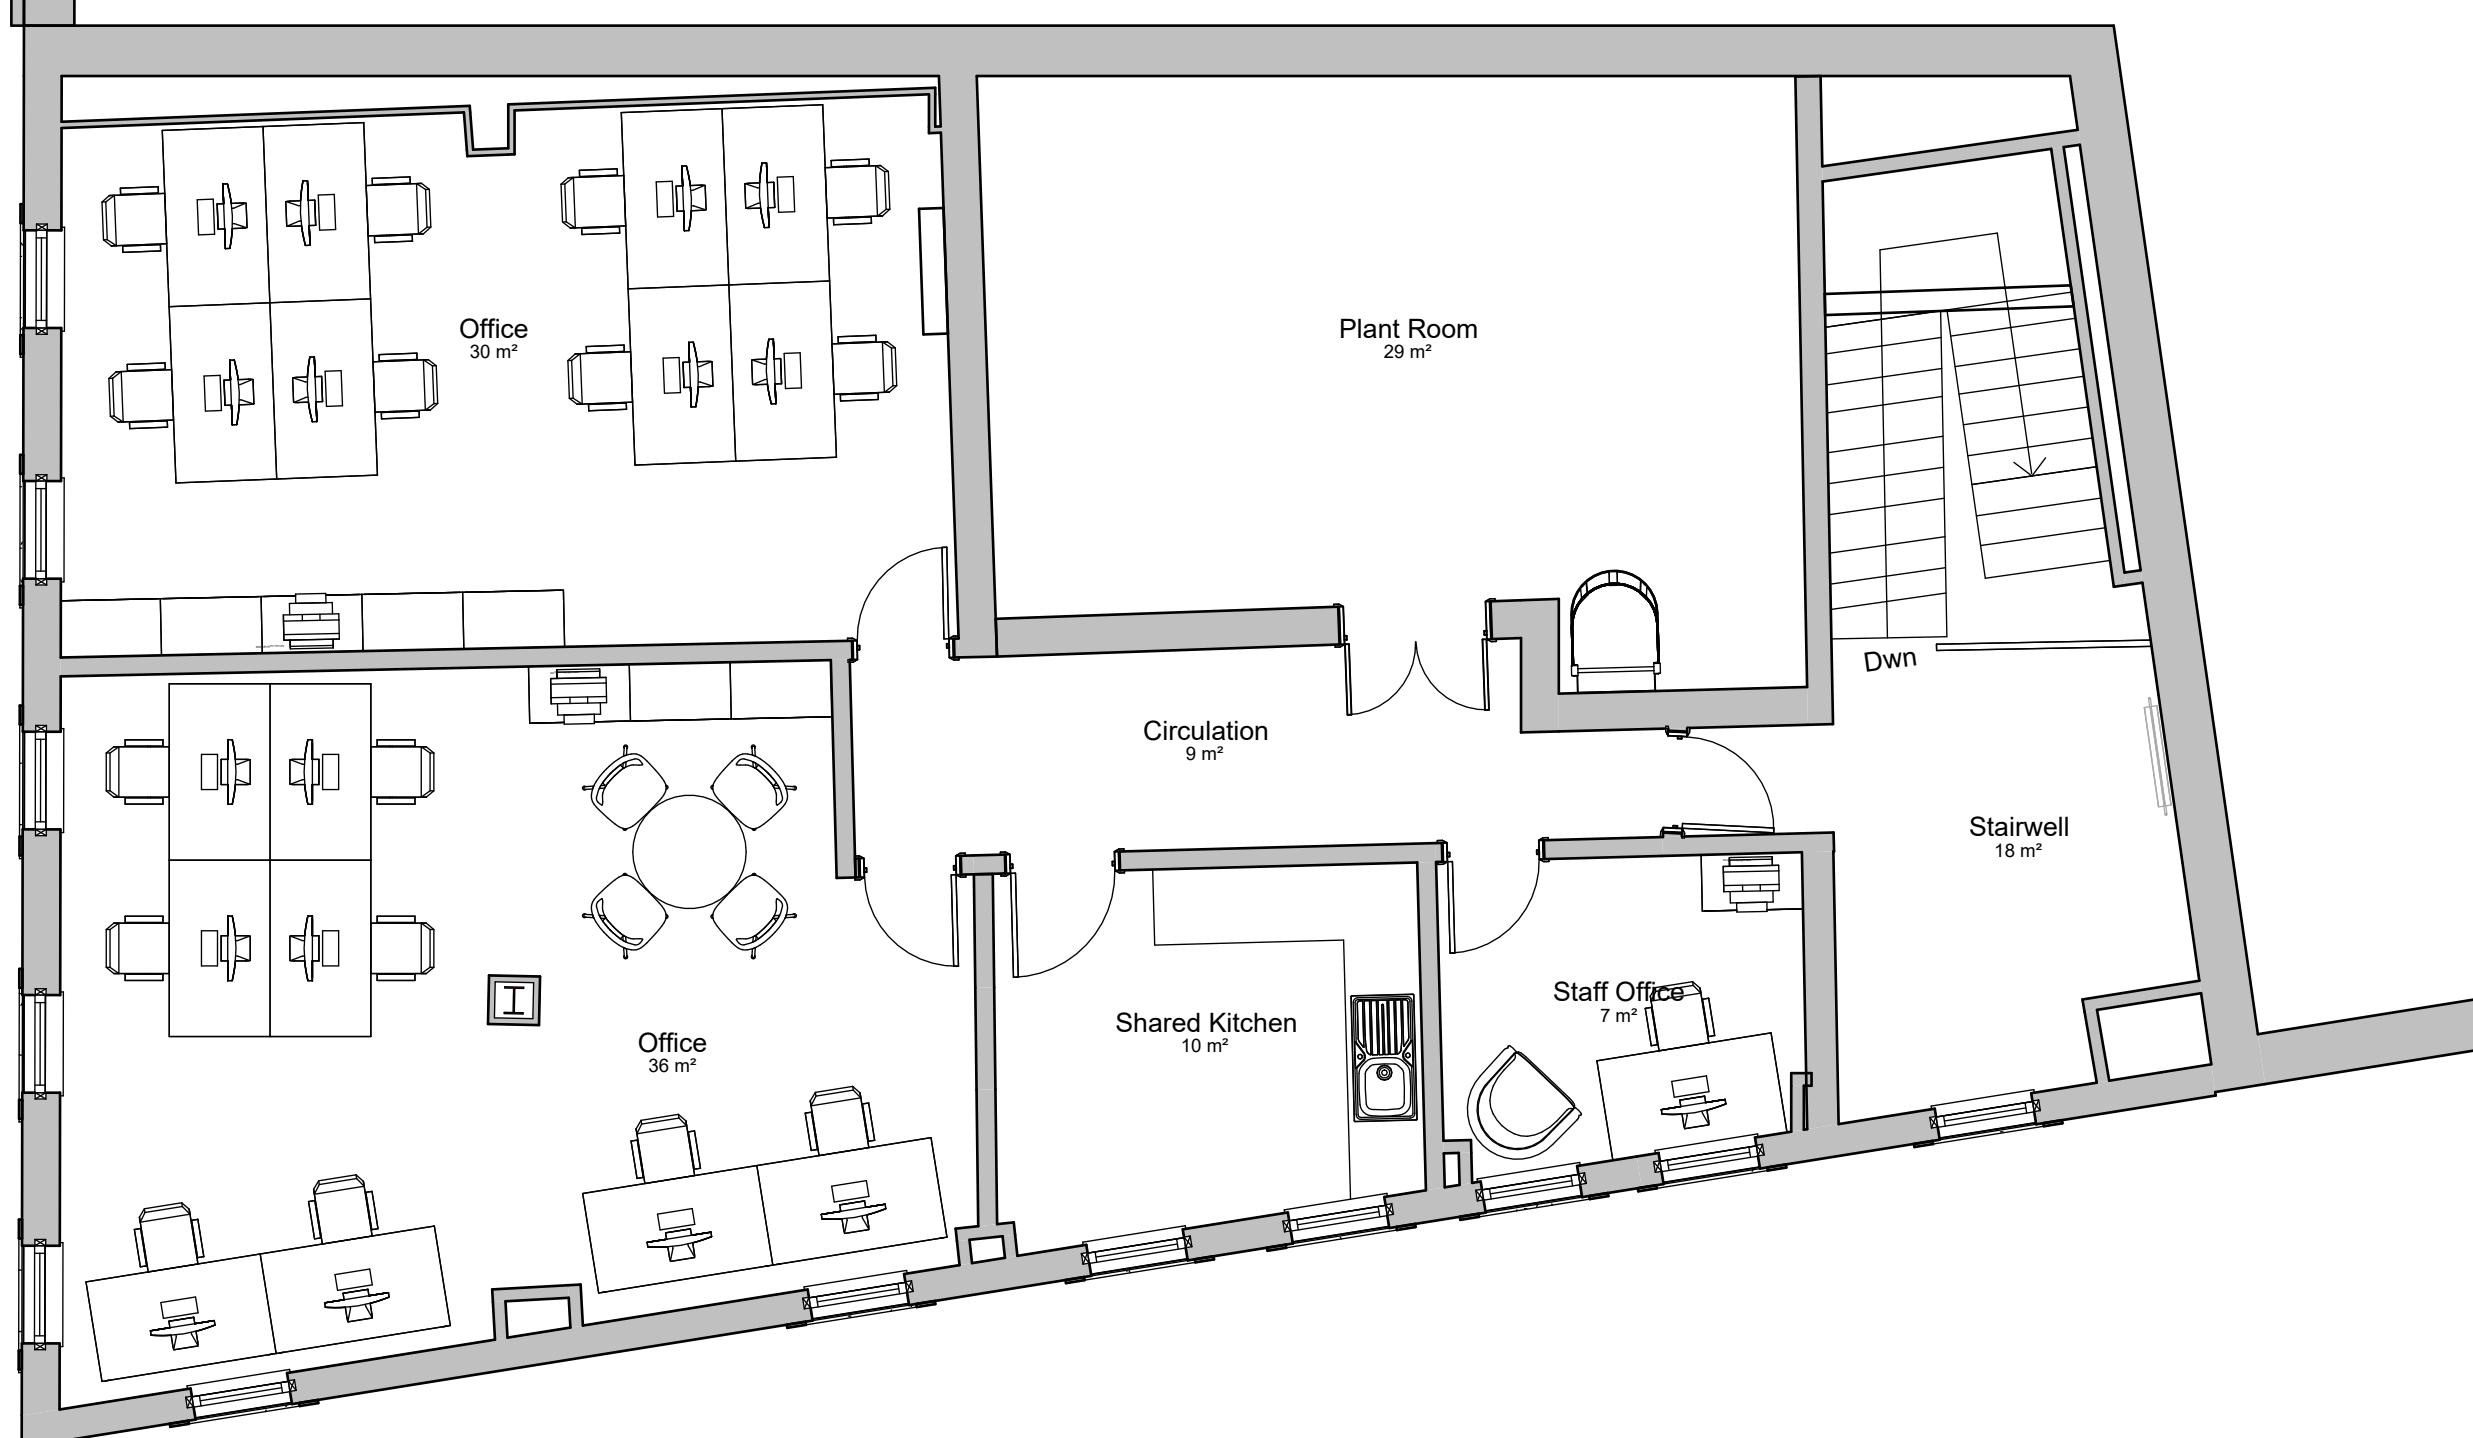 Office
30 m²
Plant Room
29 m²
Dwn
Circulation
9 m²
Stairwell
18 m²
Staff Office
7 m²
Shared Kitchen
10 m²
Office
36 m²